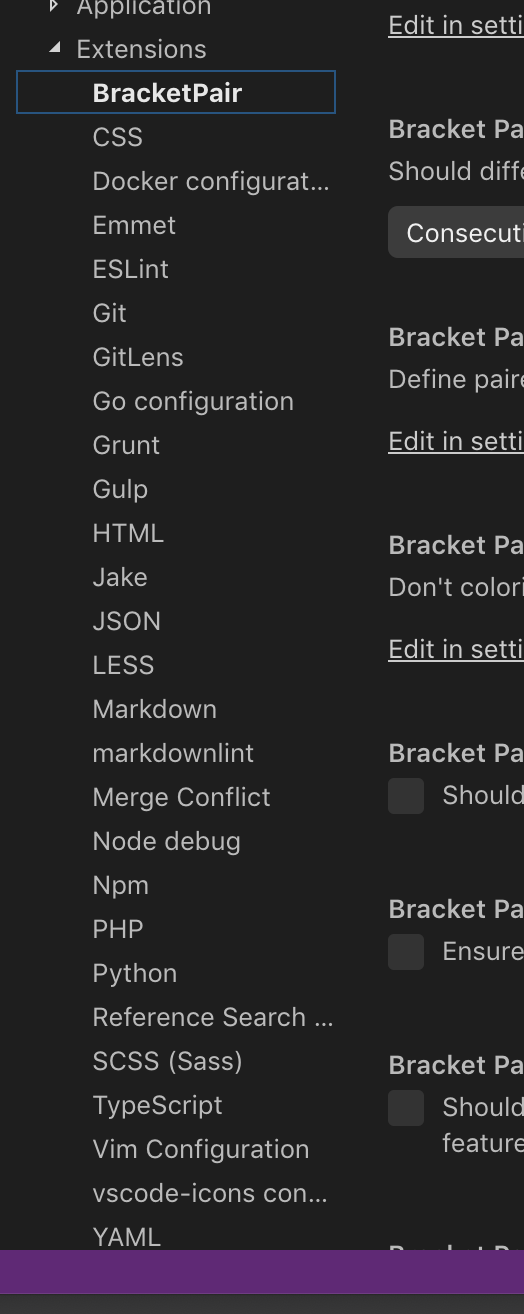 Application
Extensions
BracketPair
CSS
Docker configurat...
Emmet
ESLint
Git
GitLens
Go configuration
Grunt
Gulp
HTML
Jake
JSON
LESS
Markdown
markdownlint
Merge Conflict
Node debug
Npm
PHP
Python
Reference Search ...
SCSS (Sass)
TypeScript
Vim Configuration
vscode-icons con...
YAML
Edit in setti
Bracket Pa
Should diffe
Consecuti
Bracket Pa
Define paire
Edit in setti
Bracket Pa
Don't colori
Edit in setti
Bracket Pa
Should
Bracket Pa
Ensure
Bracket Pa
Should
feature